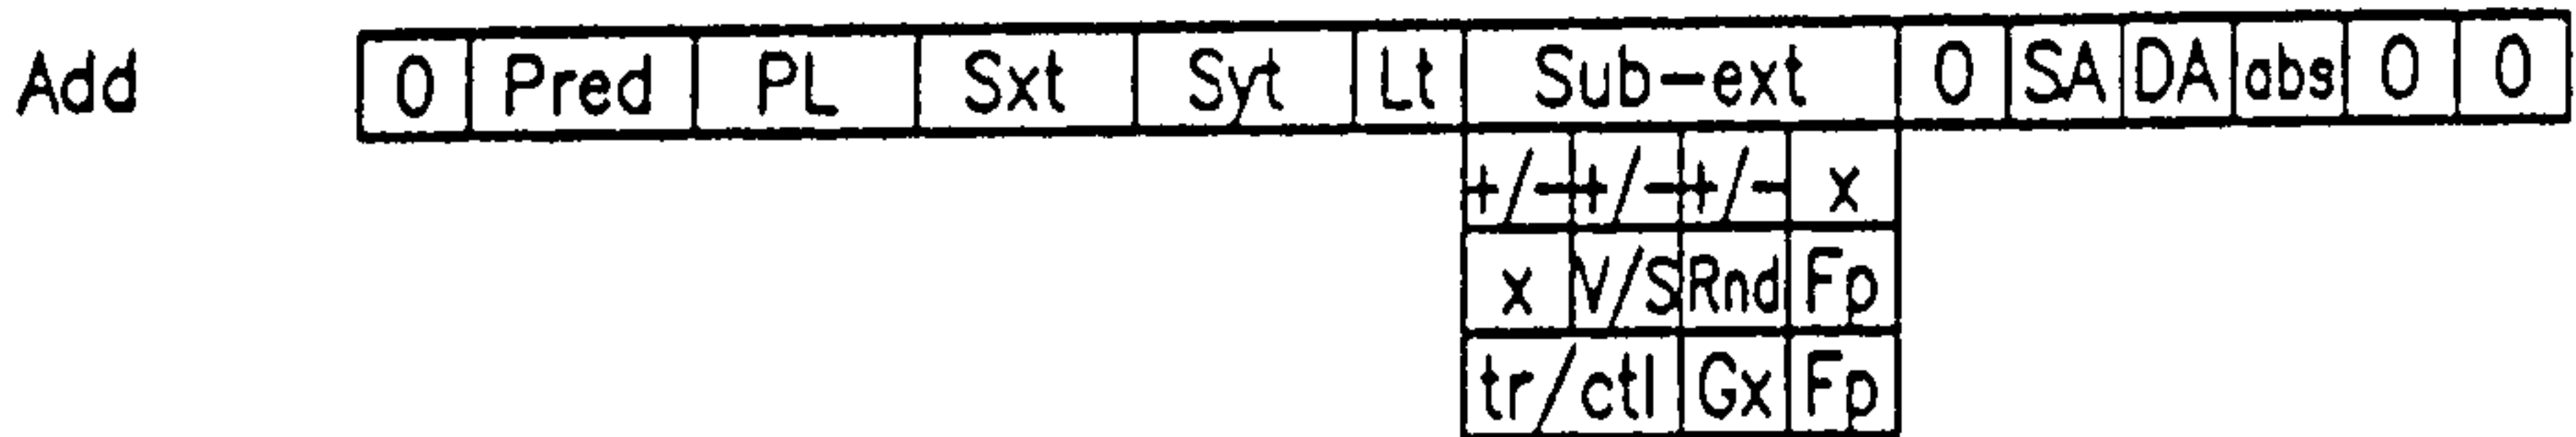 Add 0 Pred PL Sxt Syt Lt Sub-ext 0 SA DA abs 0 0
+/- +/- +/- x
x V/S Rnd Fp
tr/ctl Gx Fp